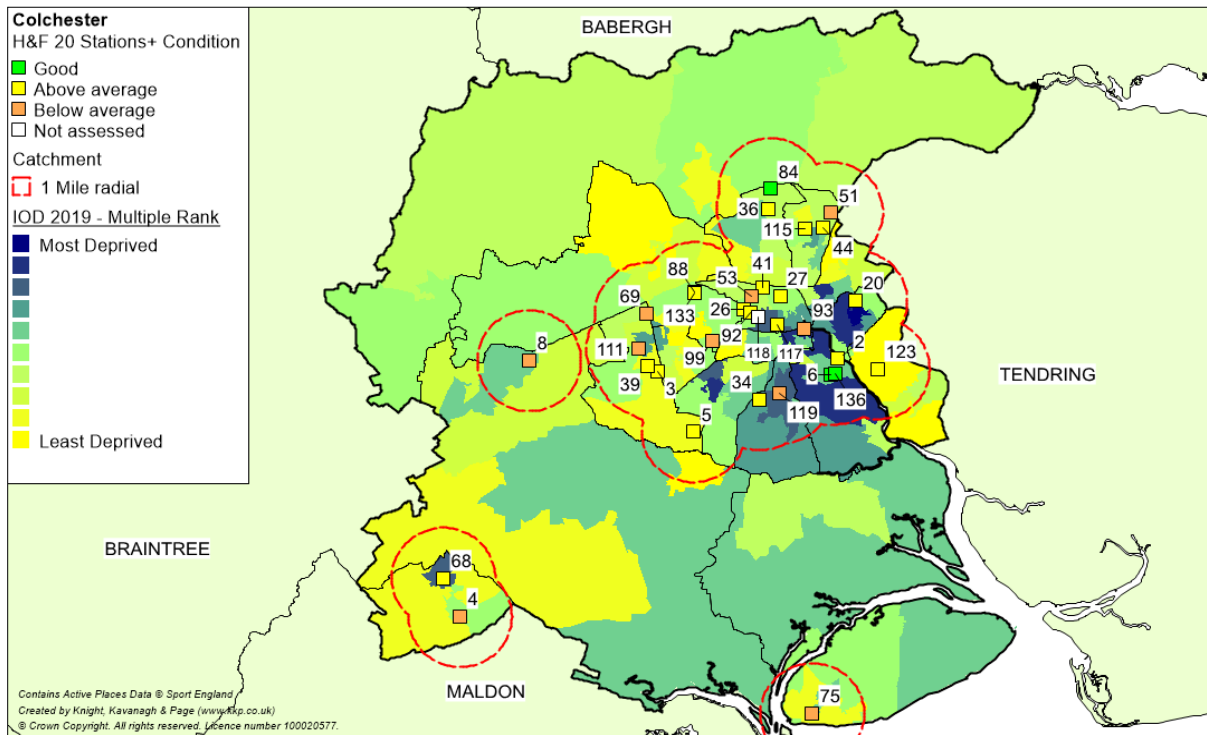 Colchester
H&F 20 Stations+ Condition
Good
Above average
Below average
Not assessed
Catchment
1 Mile radial
IOD 2019 - Multiple Rank
Most Deprived
Least Deprived
BABERGH
84
51
36
115
44
41
88
53
27
20
69
93
133
26
8
92
2
111
118
117
123
99
6
TENDRING
39
34
3
136
119
5
BRAINTREE
68
4
MALDON
75
Contains Active Places Data © Sport England
Created by Knight, Kavanagh & Page (www.kkp.co.uk)
© Crown Copyright. All rights reserved. Licence number 100020577.